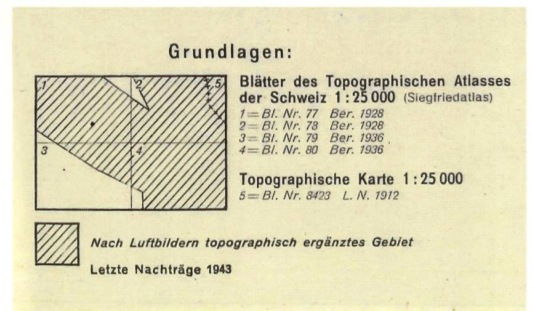 Grundlagen:
1 2 5
3 4
Blätter des Topographischen Atlasses
der Schweiz 1:25 000 (Siegfriedatlas)
1=Bl. Nr. 77 Ber. 1928
2=Bl. Nr. 78 Ber. 1928
3=Bl. Nr. 79 Ber. 1936
4=Bl. Nr. 80 Ber. 1936
Topographische Karte 1:25 000
5=Bl. Nr. 8423 L. N. 1912
Nach Luftbildern topographisch ergänztes Gebiet
Letzte Nachträge 1943